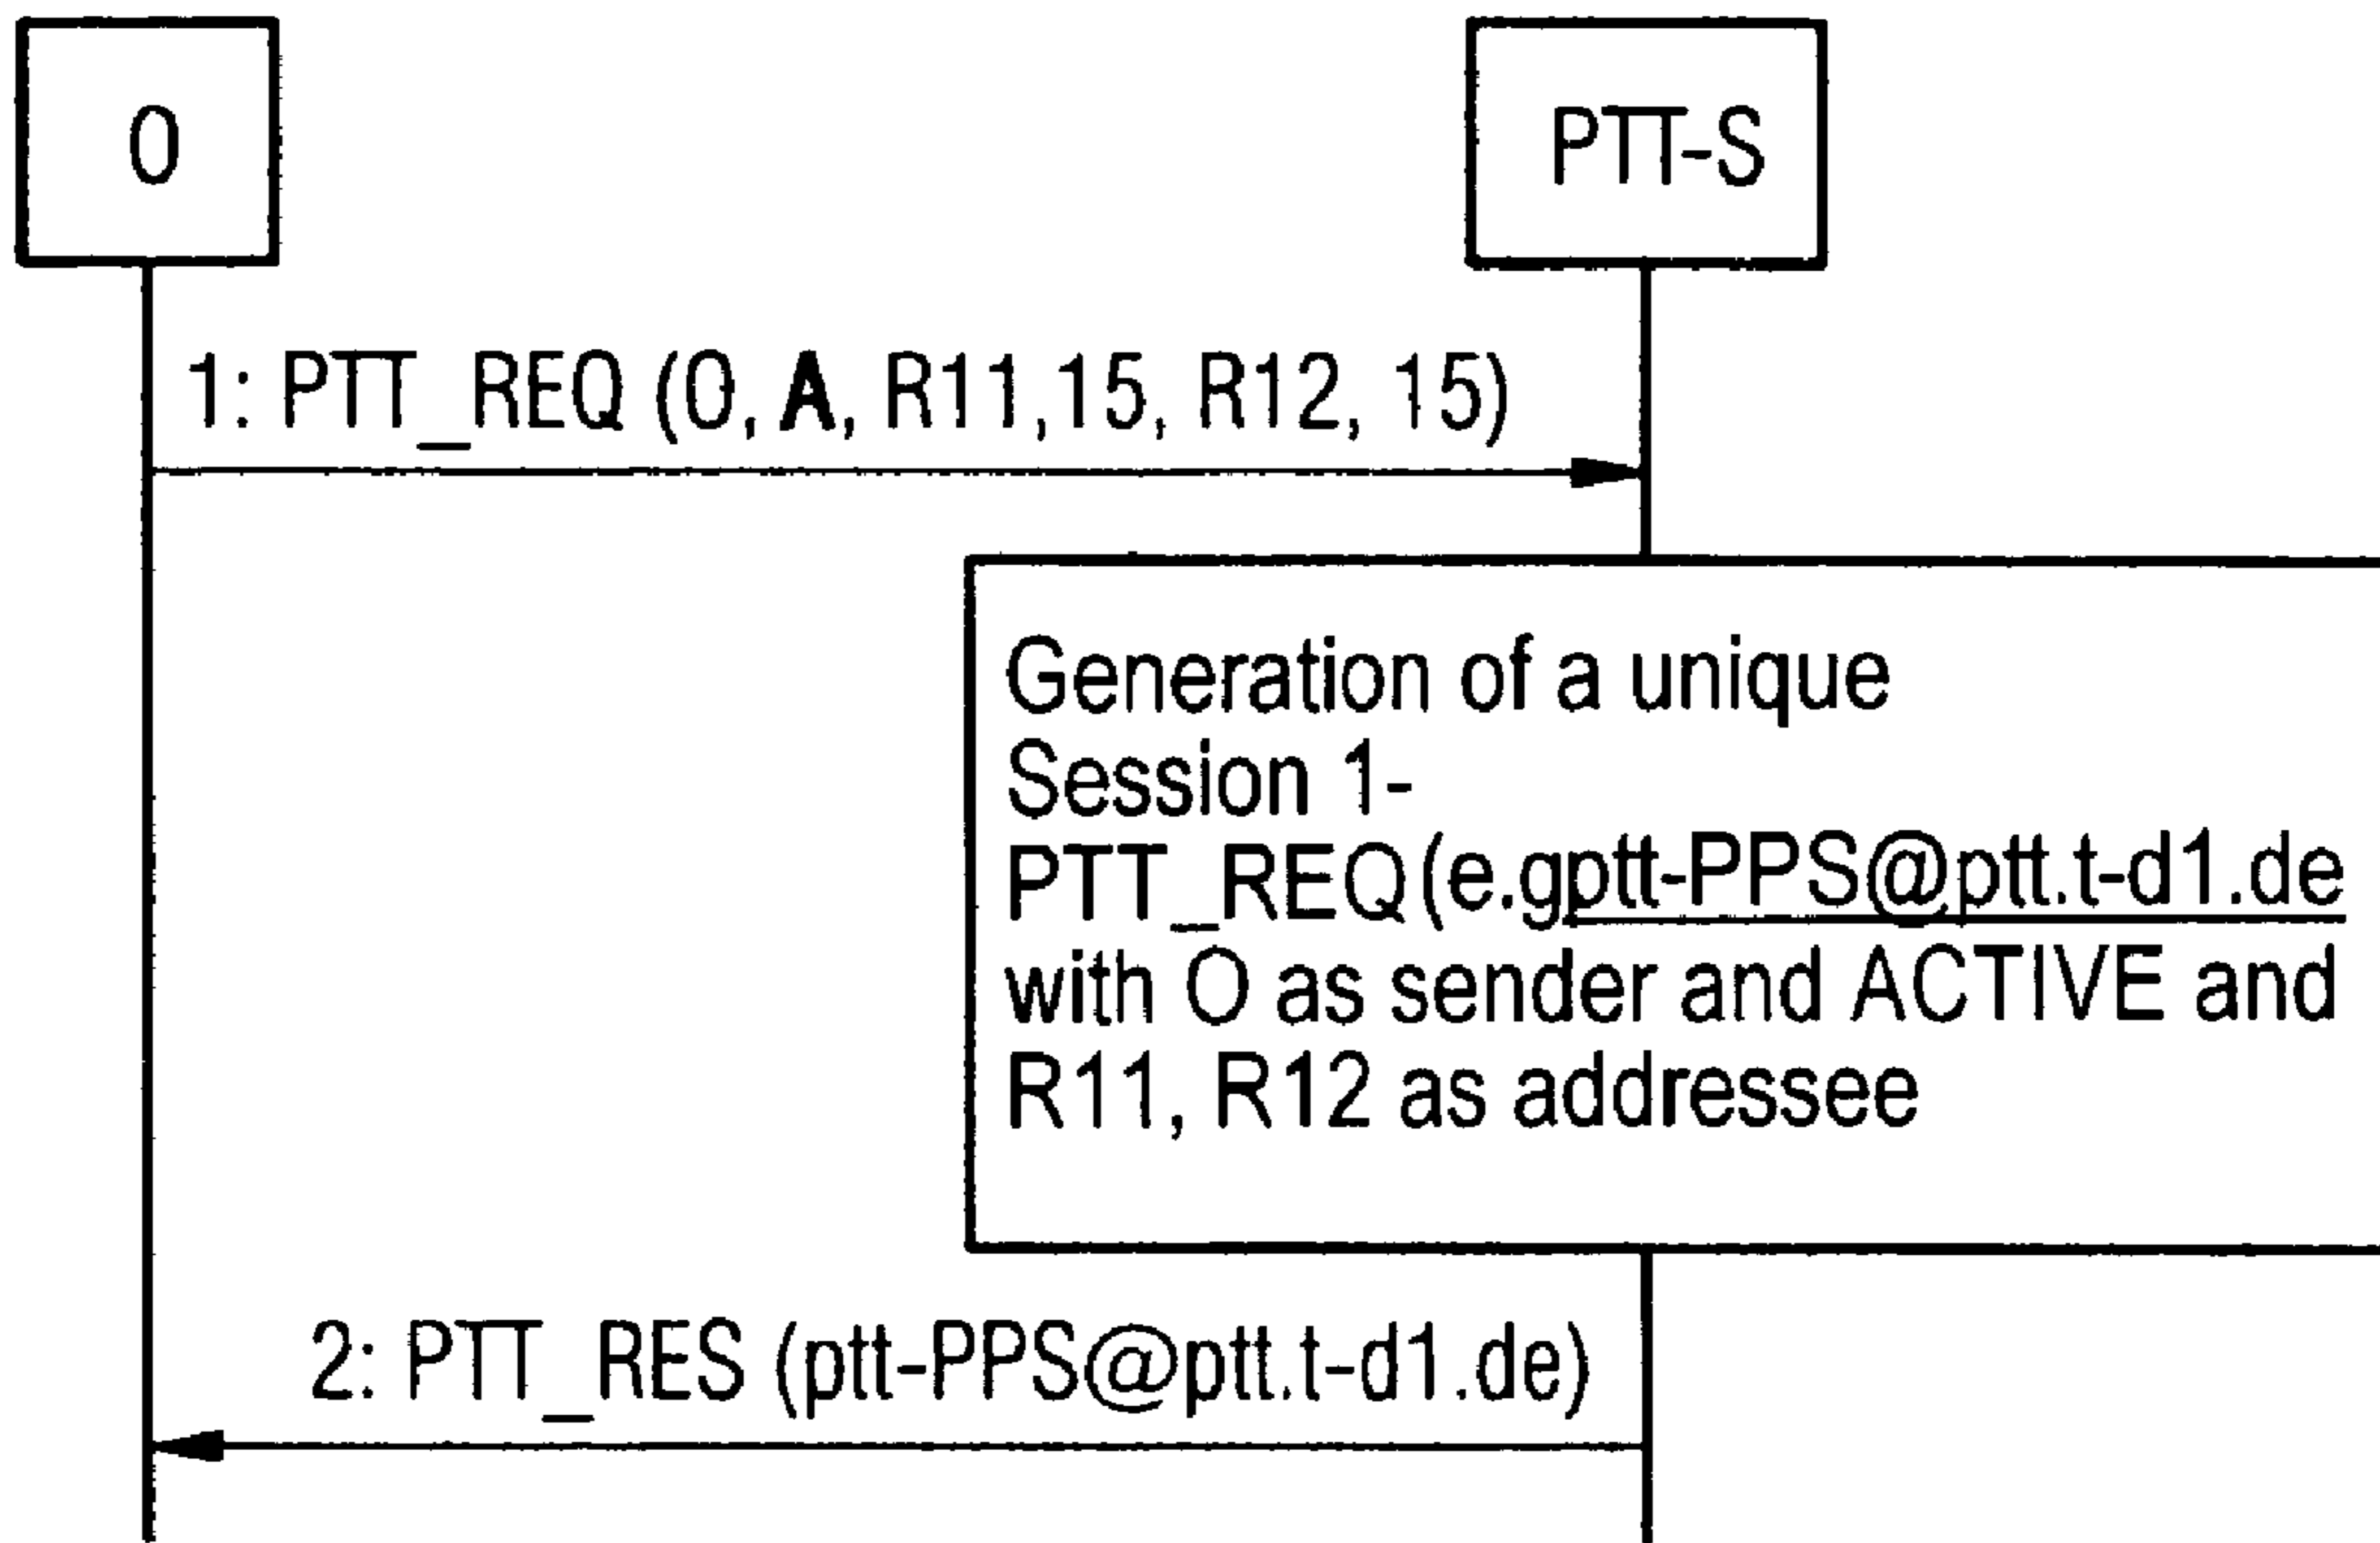 O
PTT-S
1: PTT_REQ (O, A, R11,15, R12, 15)
Generation of a unique
Session 1-
PTT_REQ(e.gptt-PPS@ptt.t-d1.de
with O as sender and ACTIVE and
R11, R12 as addressee
2: PTT_RES (ptt-PPS@ptt.t-d1.de)